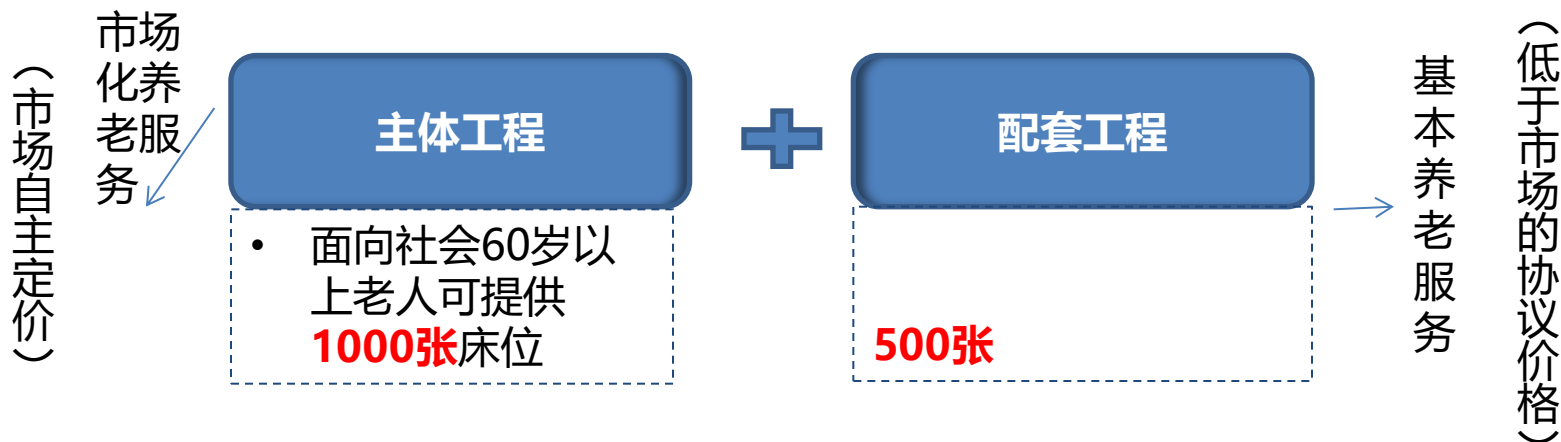 （市场自主定价）
市场
化养
老服
务
主体工程
• 面向社会60岁以
上老人可提供
1000张床位
配套工程
500张
基本养老服务
（低于市场的协议价格）